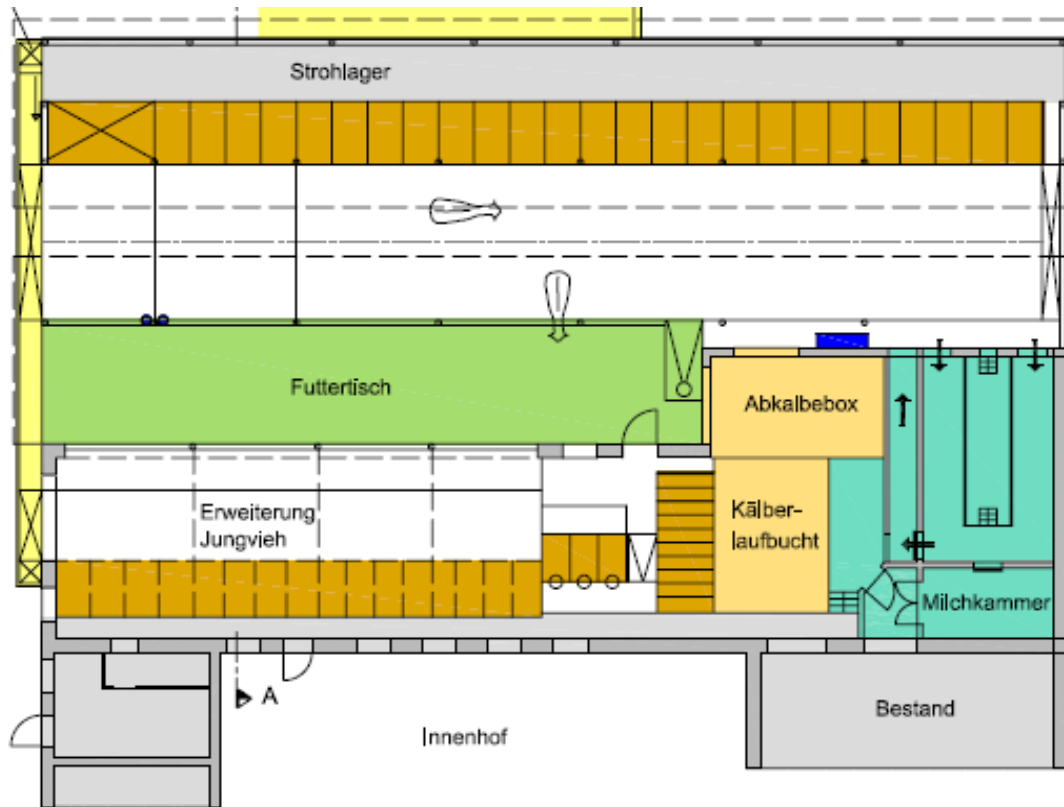 Strohlager
Futtertisch
Abkalbebox
Erweiterung
Jungvieh
Kälber-
laufbucht
Milchkammer
A
Bestand
Innenhof